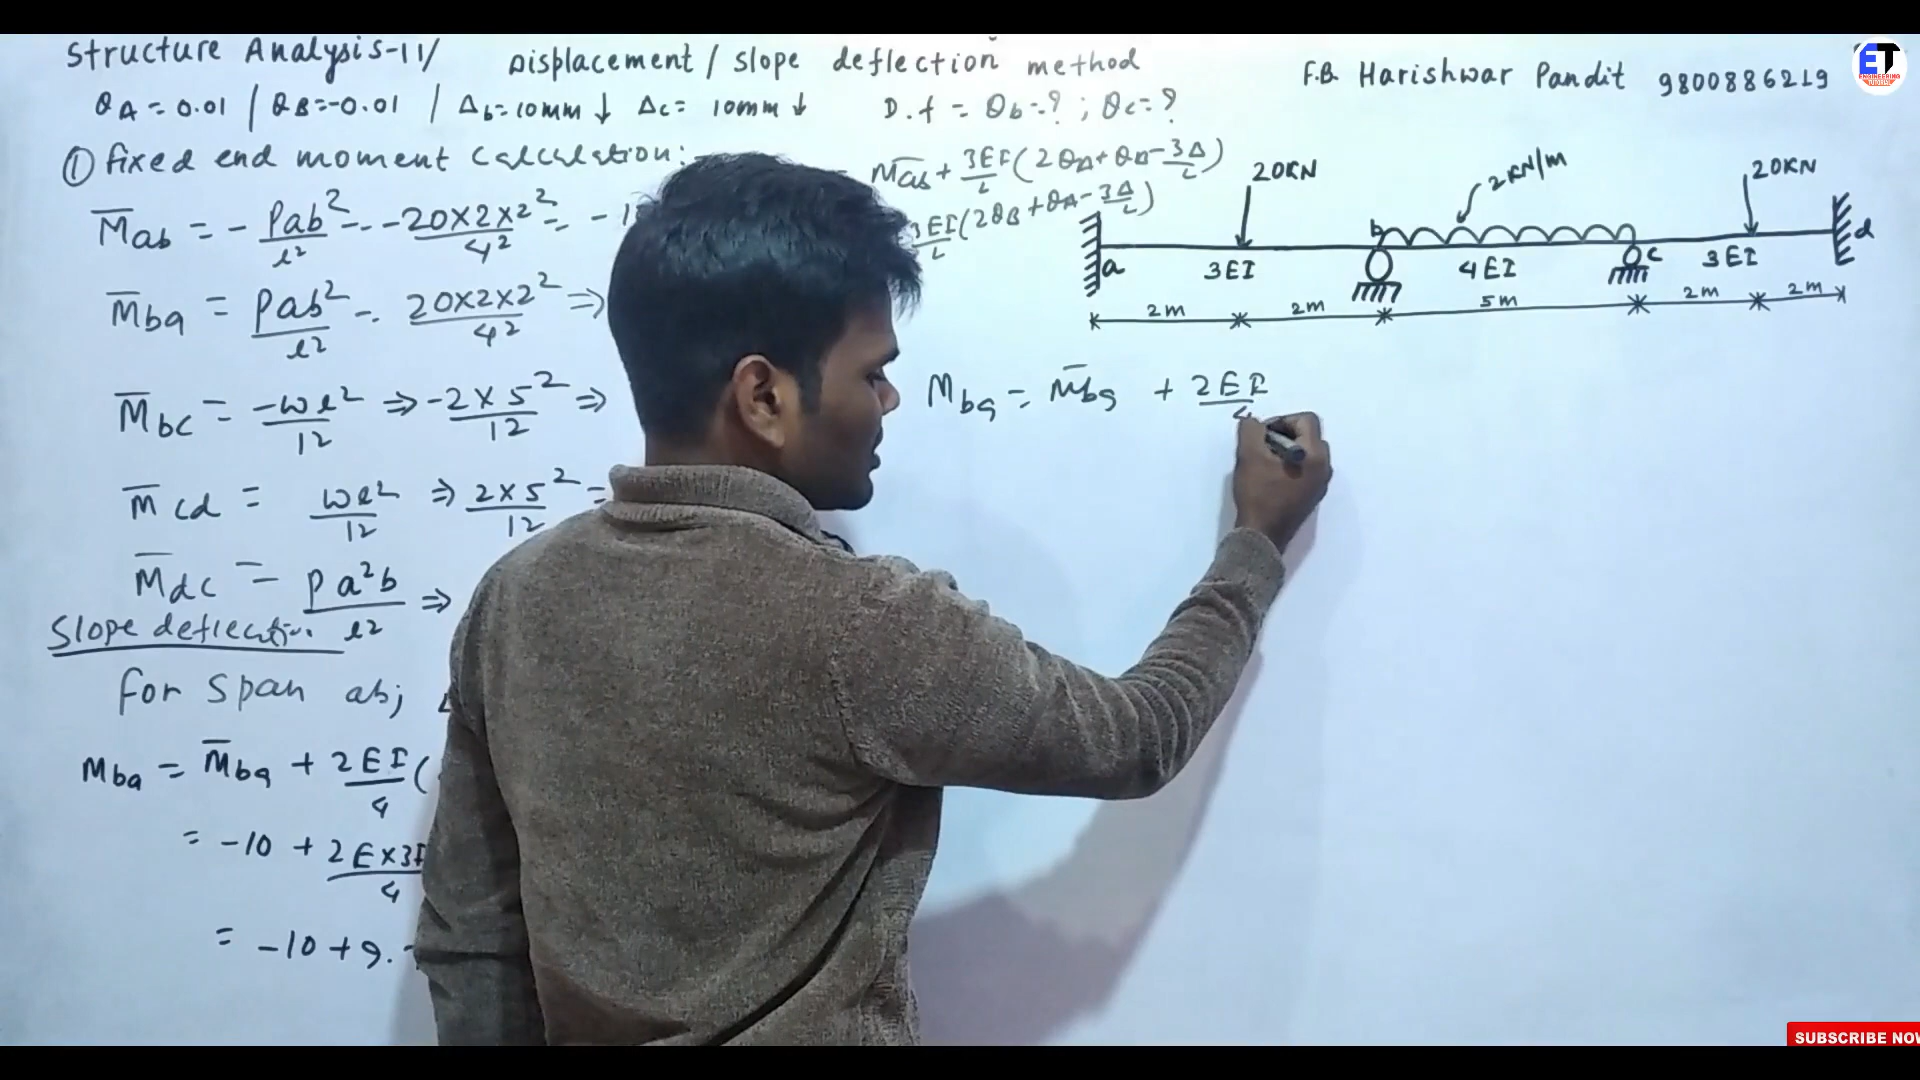 Structure Analysis-11/ Displacement/ slope deflection method
F.B. Harishwar Pandit 9800886219
ET
θA = 0.01 / θB = -0.01 / Δb = 10mm ↓ Δc = 10mm ↓ D.f = θb = ? ; θc = ?
① fixed end moment calculation:
M̅ab = - Pab²/l² - -20×2×2²/4² = - 1
M̅ba = Pab²/l² - . 20×2×2²/4² ⇒
M̅bc = -wl²/12 ⇒ -2×5²/12 ⇒
M̅cd = wl²/12 ⇒ 2×5²/12 =
M̅dc = Pa²b/l² ⇒
Slope deflection
for span ab;
Mba = M̅ba + 2EI/4 (
= -10 + 2E×3I/4
= -10 + 9.
= M̅ab + 3EI/L (2θA + θB - 3Δ/L)
3EI/L (2θB + θA - 3Δ/L)
20KN 2KN/m 20KN
a b c d
3EI 4EI 3EI
2m 2m 5m 2m 2m
Mba = M̅ba + 2EI/4
SUBSCRIBE NOW